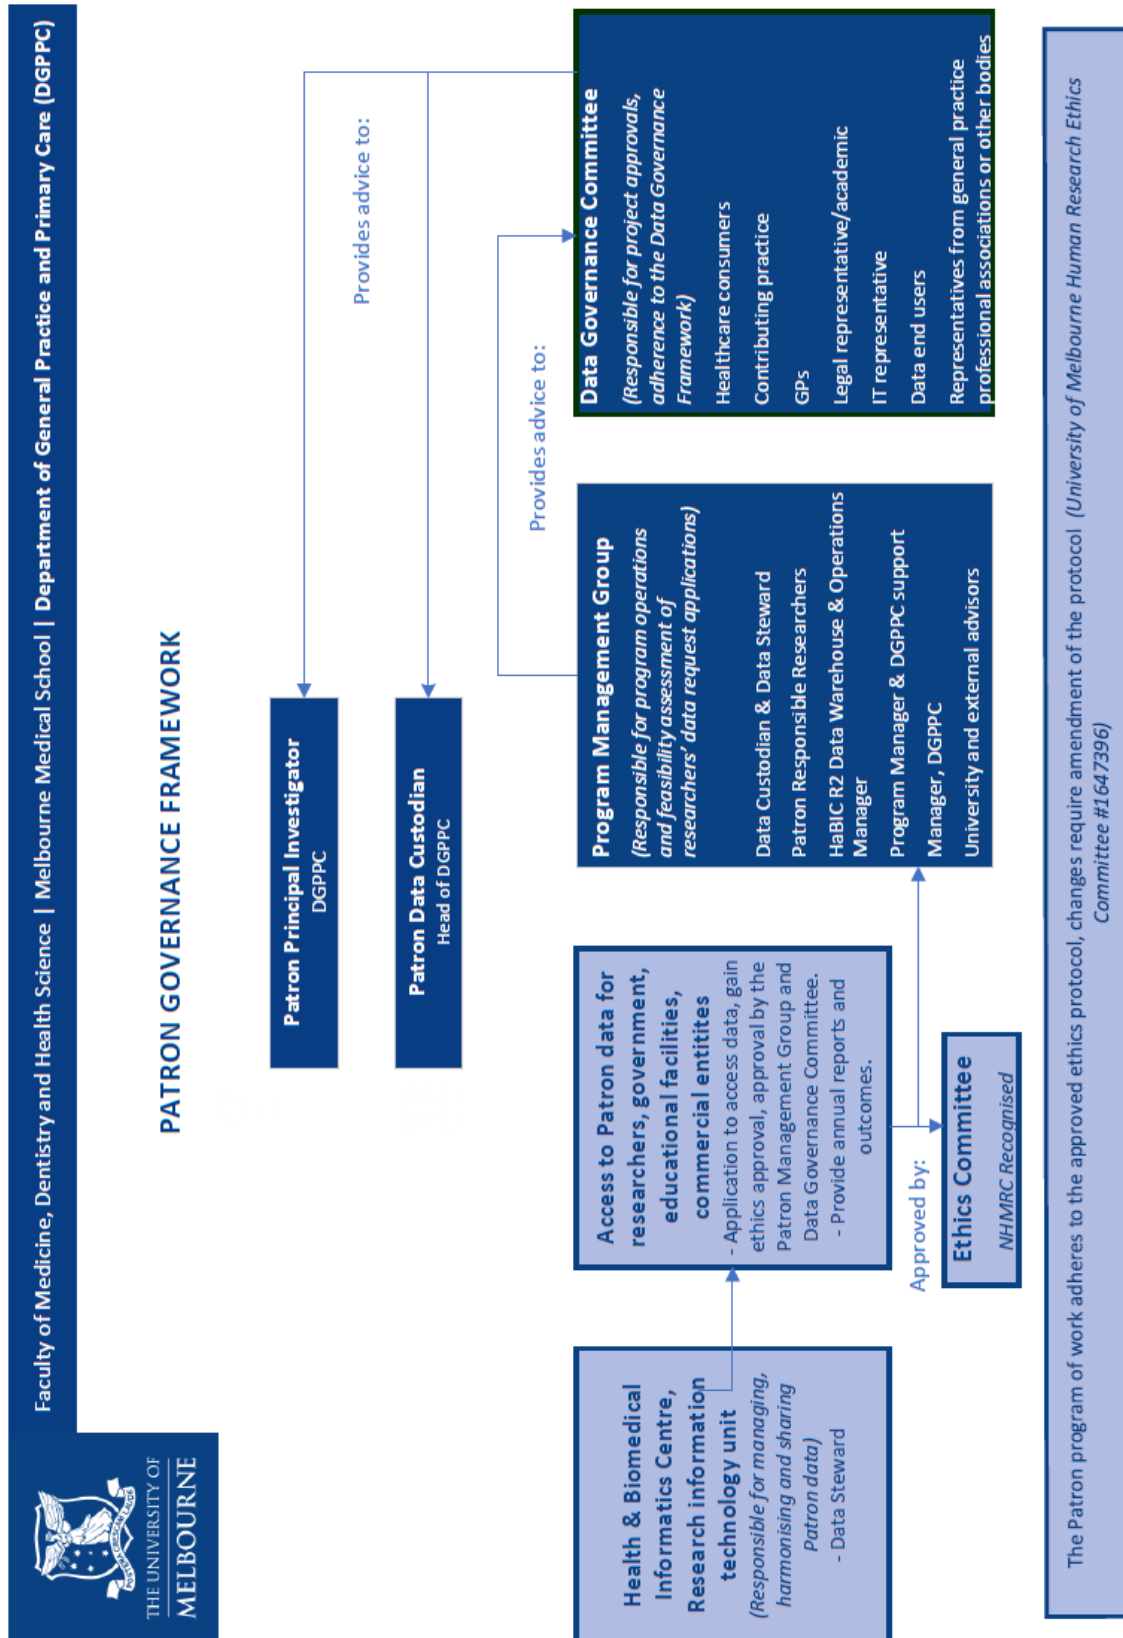 THE UNIVERSITY OF
MELBOURNE
Faculty of Medicine, Dentistry and Health Science | Melbourne Medical School | Department of General Practice and Primary Care (DGPPC)
PATRON GOVERNANCE FRAMEWORK
Patron Principal Investigator
DGPPC
Patron Data Custodian
Head of DGPPC
Provides advice to:
Provides advice to:
Health & Biomedical
Informatics Centre,
Research information
technology unit
(Responsible for managing,
harmonising and sharing
Patron data)
- Data Steward
Access to Patron data for
researchers, government,
educational facilities,
commercial entitites
- Application to access data, gain
ethics approval, approval by the
Patron Management Group and
Data Governance Committee.
- Provide annual reports and
outcomes.
Approved by:
Ethics Committee
NHMRC Recognised
Program Management Group
(Responsible for program operations
and feasibility assessment of
researchers' data request applications)
Data Custodian & Data Steward
Patron Responsible Researchers
HaBIC R2 Data Warehouse & Operations
Manager
Program Manager & DGPPC support
Manager, DGPPC
University and external advisors
Data Governance Committee
(Responsible for project approvals,
adherence to the Data Governance
Framework)
Healthcare consumers
Contributing practice
GPs
Legal representative/academic
IT representative
Data end users
Representatives from general practice
professional associations or other bodies
The Patron program of work adheres to the approved ethics protocol, changes require amendment of the protocol (University of Melbourne Human Research Ethics
Committee #1647396)